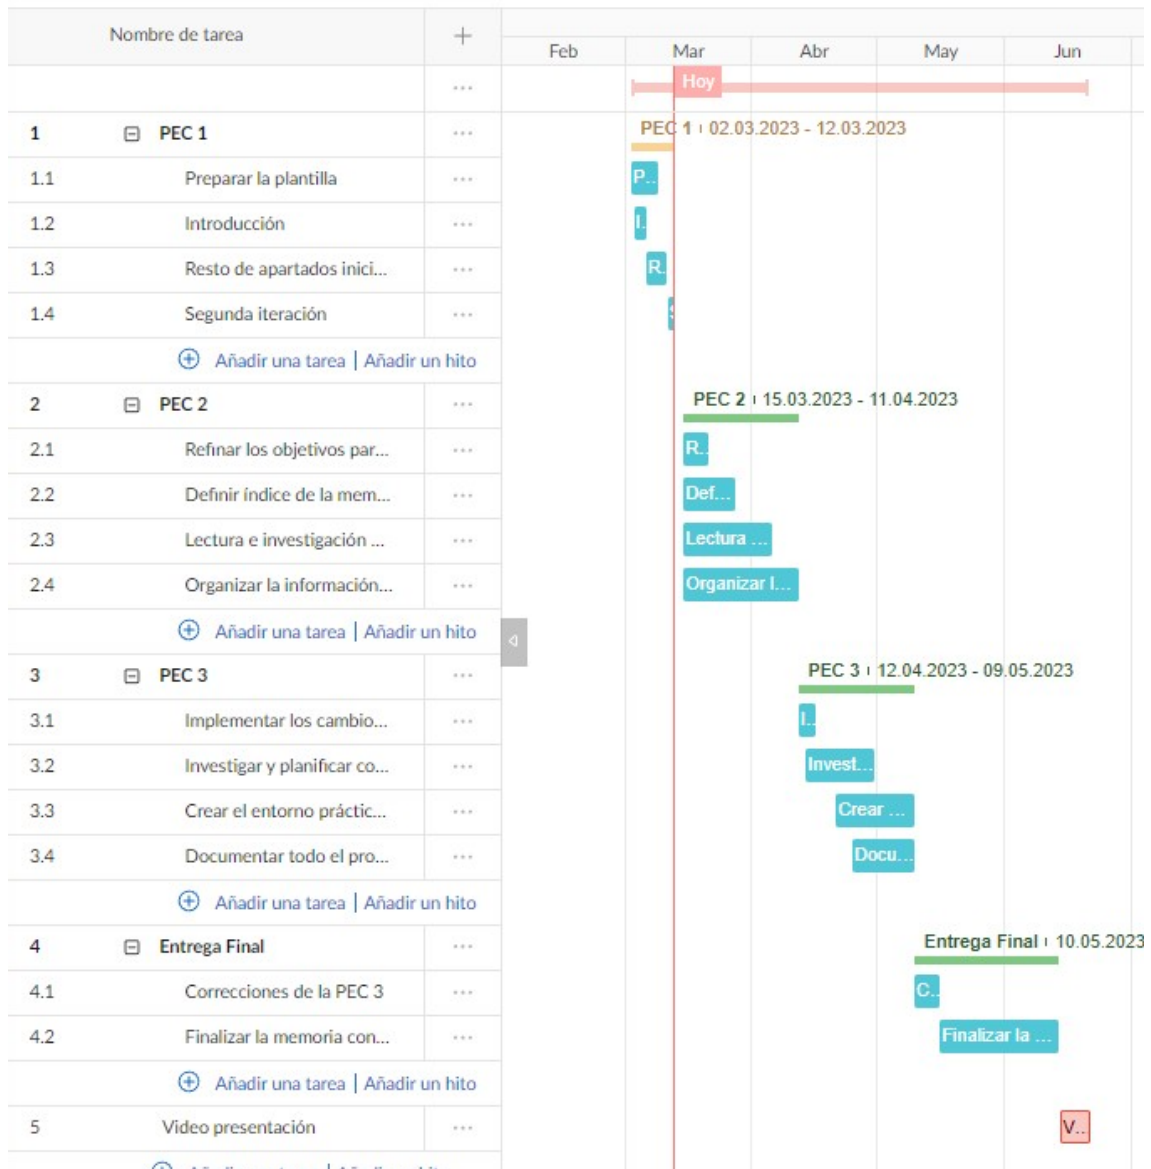 Nombre de tarea
Feb Mar Abr May Jun
Hoy
1 PEC 1 PEC 1 02.03.2023 - 12.03.2023
1.1 Preparar la plantilla P...
1.2 Introducción I.
1.3 Resto de apartados inici... R.
1.4 Segunda iteración
Añadir una tarea | Añadir un hito
2 PEC 2 PEC 2 15.03.2023 - 11.04.2023
2.1 Refinar los objetivos par... R..
2.2 Definir índice de la mem... Def...
2.3 Lectura e investigación ... Lectura ...
2.4 Organizar la información... Organizar l...
Añadir una tarea | Añadir un hito
3 PEC 3 PEC 3 12.04.2023 - 09.05.2023
3.1 Implementar los cambio... I..
3.2 Investigar y planificar co... Invest...
3.3 Crear el entorno práctic... Crear ...
3.4 Documentar todo el pro... Docu...
Añadir una tarea | Añadir un hito
4 Entrega Final Entrega Final 10.05.2023
4.1 Correcciones de la PEC 3 C..
4.2 Finalizar la memoria con... Finalizar la ...
Añadir una tarea | Añadir un hito
5 Video presentación V...